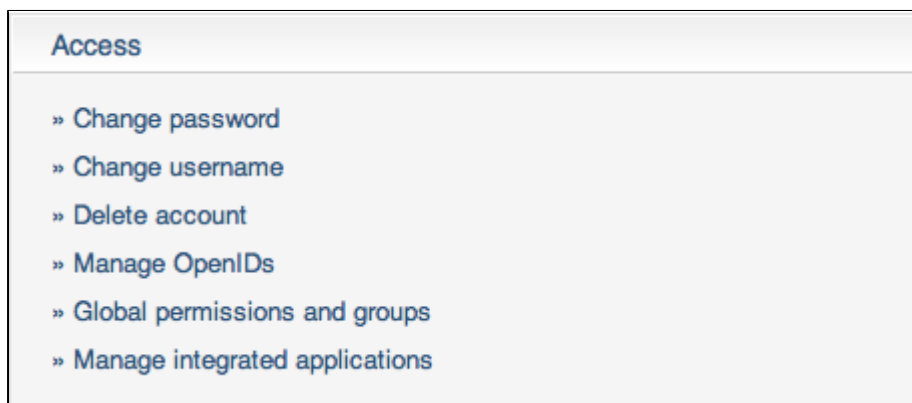 Access
» Change password
» Change username
» Delete account
» Manage OpenIDs
» Global permissions and groups
» Manage integrated applications